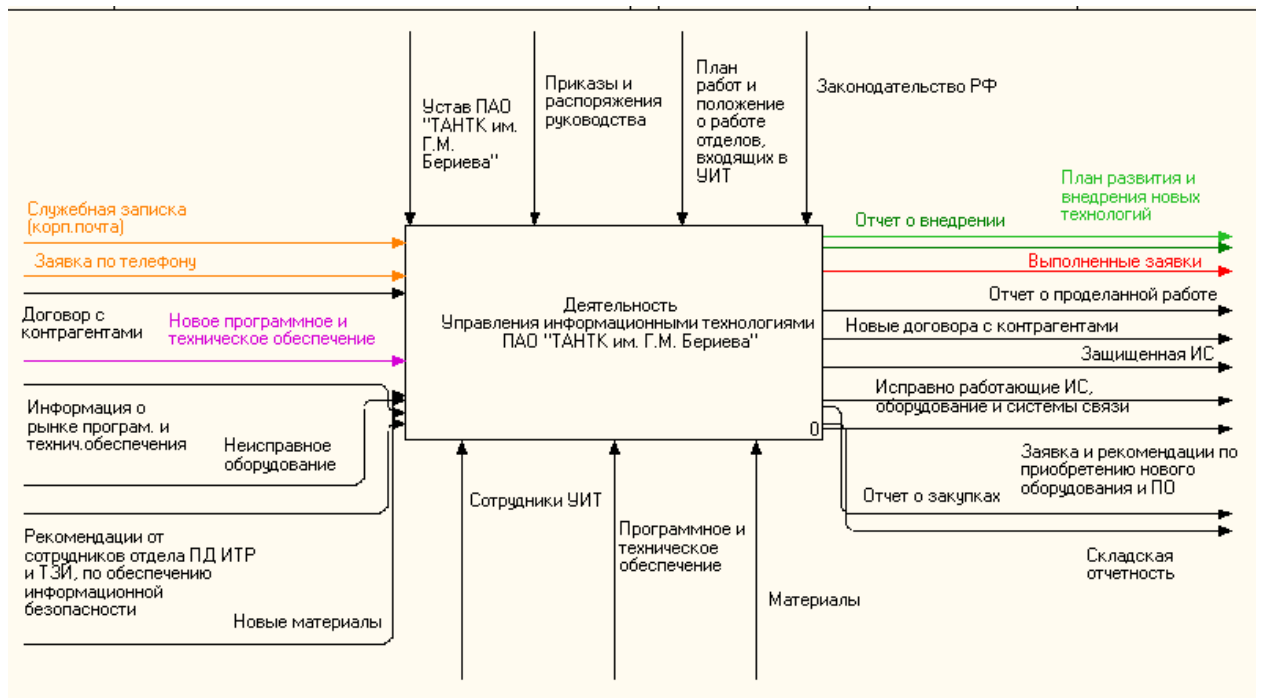 Устав ПАО
"ТАНТК им.
Г.М.
Бериева"
Приказы и
распоряжения
руководства
План
работ и
положение
о работе
отделов,
входящих в
УИТ
Законодательство РФ
Служебная записка
(корп.почта)
Заявка по телефону
Договор с
контрагентами
Новое программное и
техническое обеспечение
Информация о
рынке програм. и
технич.обеспечения
Неисправное
оборудование
Рекомендации от
сотрудников отдела ПД ИТР
и ТЗИ, по обеспечению
информационной
безопасности
Новые материалы
Деятельность
Управления информационными технологиями
ПАО "ТАНТК им. Г.М. Бериева"
0
План развития и
внедрения новых
технологий
Отчет о внедрении
Выполненные заявки
Отчет о проделанной работе
Новые договора с контрагентами
Защищенная ИС
Исправно работающие ИС,
оборудование и системы связи
Заявка и рекомендации по
приобретению нового
оборудования и ПО
Отчет о закупках
Складская
отчетность
Сотрудники УИТ
Программное и
техническое
обеспечение
Материалы